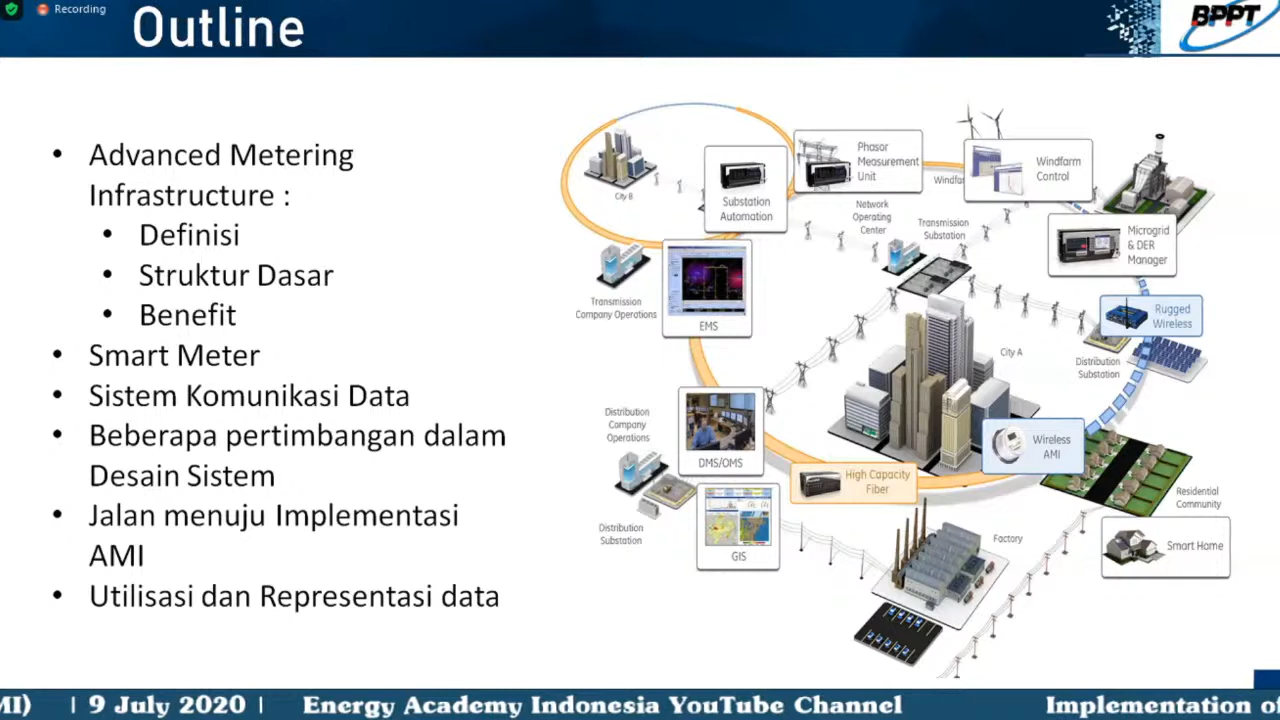 Recording
Outline
BPPT
• Advanced Metering
Infrastructure :
• Definisi
• Struktur Dasar
• Benefit
• Smart Meter
• Sistem Komunikasi Data
• Beberapa pertimbangan dalam
Desain Sistem
• Jalan menuju Implementasi
AMI
• Utilisasi dan Representasi data
City B
Substation
Automation
Phasor
Measurement
Unit
Windfar
Windfarm
Control
Network
Operating
Center
Transmission
Substation
Microgrid
& DER
Manager
Transmission
Company Operations
EMS
Rugged
Wireless
City A
Distribution
Substation
Distribution
Company
Operations
DMS/OMS
Wireless
AMI
High Capacity
Fiber
Residential
Community
Distribution
Substation
GIS
Factory
Smart Home
MI) | 9 July 2020 | Energy Academy Indonesia YouTube Channel Implementation o